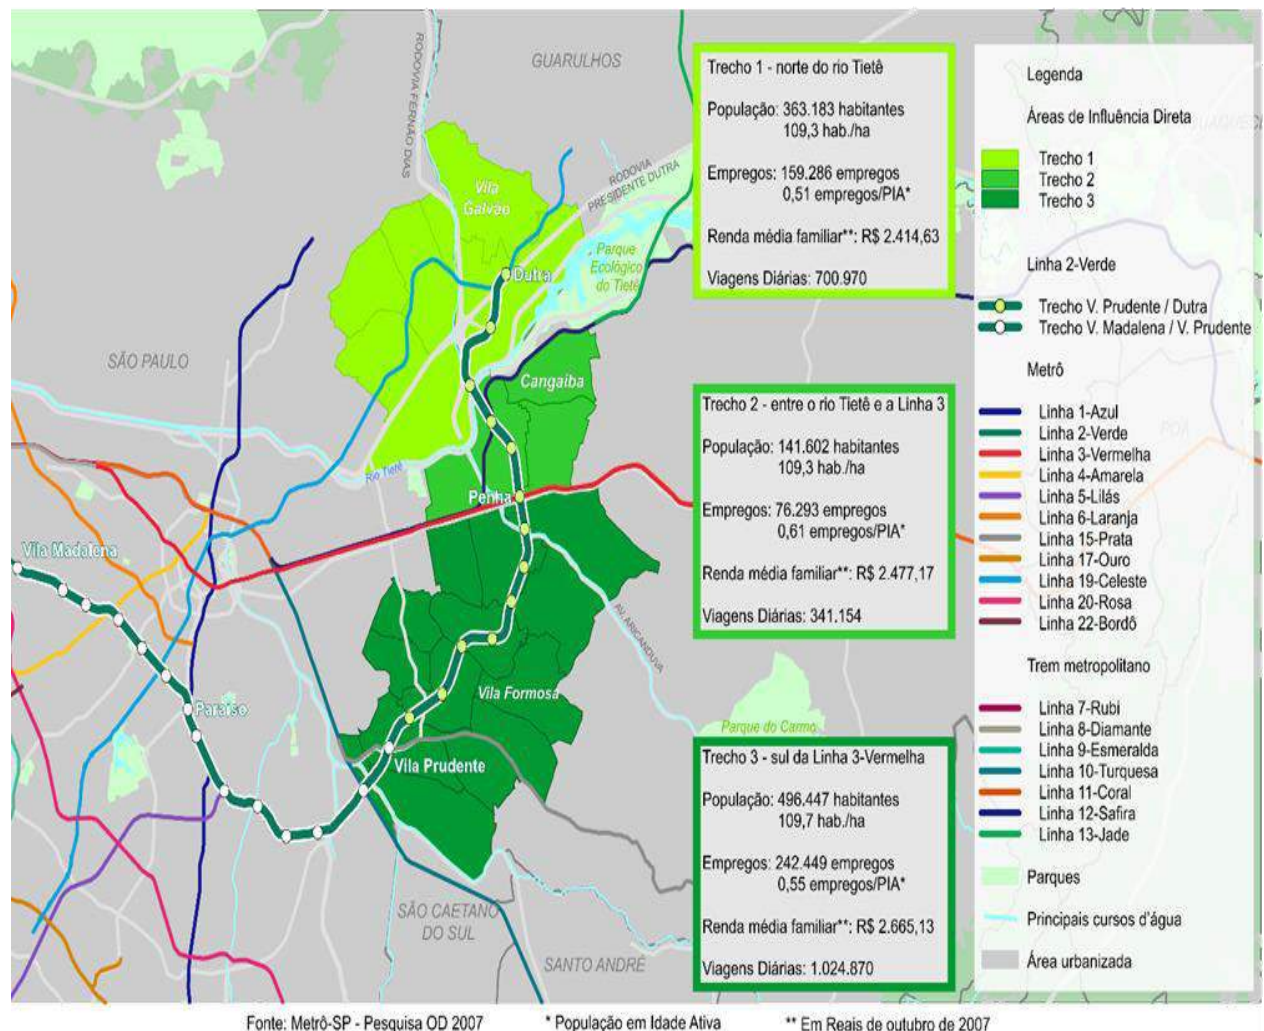 RODOVIA FERNÃO DIAS
GUARULHOS
RODOVIA
PRESIDENTE DUTRA
Vila
Galvão
Parque
Ecológico
do Tietê
Dutra
SÃO PAULO
Cangaíba
Rio Tietê
Penha
Vila Madalena
AV. ARICANDUVA
Paraíso
Vila Formosa
Parque do Carmo
Vila Prudente
SÃO CAETANO
DO SUL
SANTO ANDRÉ
Trecho 1 - norte do rio Tietê
População: 363.183 habitantes
109,3 hab./ha
Empregos: 159.286 empregos
0,51 empregos/PIA*
Renda média familiar**: R$ 2.414,63
Viagens Diárias: 700.970
Trecho 2 - entre o rio Tietê e a Linha 3
População: 141.602 habitantes
109,3 hab./ha
Empregos: 76.293 empregos
0,61 empregos/PIA*
Renda média familiar**: R$ 2.477,17
Viagens Diárias: 341.154
Trecho 3 - sul da Linha 3-Vermelha
População: 496.447 habitantes
109,7 hab./ha
Empregos: 242.449 empregos
0,55 empregos/PIA*
Renda média familiar**: R$ 2.665,13
Viagens Diárias: 1.024.870
Legenda
Áreas de Influência Direta
Trecho 1
Trecho 2
Trecho 3
Linha 2-Verde
Trecho V. Prudente / Dutra
Trecho V. Madalena / V. Prudente
Metrô
Linha 1-Azul
Linha 2-Verde
Linha 3-Vermelha
Linha 4-Amarela
Linha 5-Lilás
Linha 6-Laranja
Linha 15-Prata
Linha 17-Ouro
Linha 19-Celeste
Linha 20-Rosa
Linha 22-Bordô
Trem metropolitano
Linha 7-Rubi
Linha 8-Diamante
Linha 9-Esmeralda
Linha 10-Turquesa
Linha 11-Coral
Linha 12-Safira
Linha 13-Jade
Parques
Principais cursos d'água
Área urbanizada
POÁ
Fonte: Metrô-SP - Pesquisa OD 2007 * População em Idade Ativa ** Em Reais de outubro de 2007